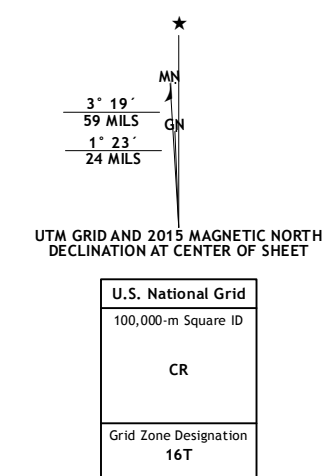 MN
3° 19´
59 MILS
GN
1° 23´
24 MILS
UTM GRID AND 2015 MAGNETIC NORTH
DECLINATION AT CENTER OF SHEET
U.S. National Grid
100,000-m Square ID
CR
Grid Zone Designation
16T